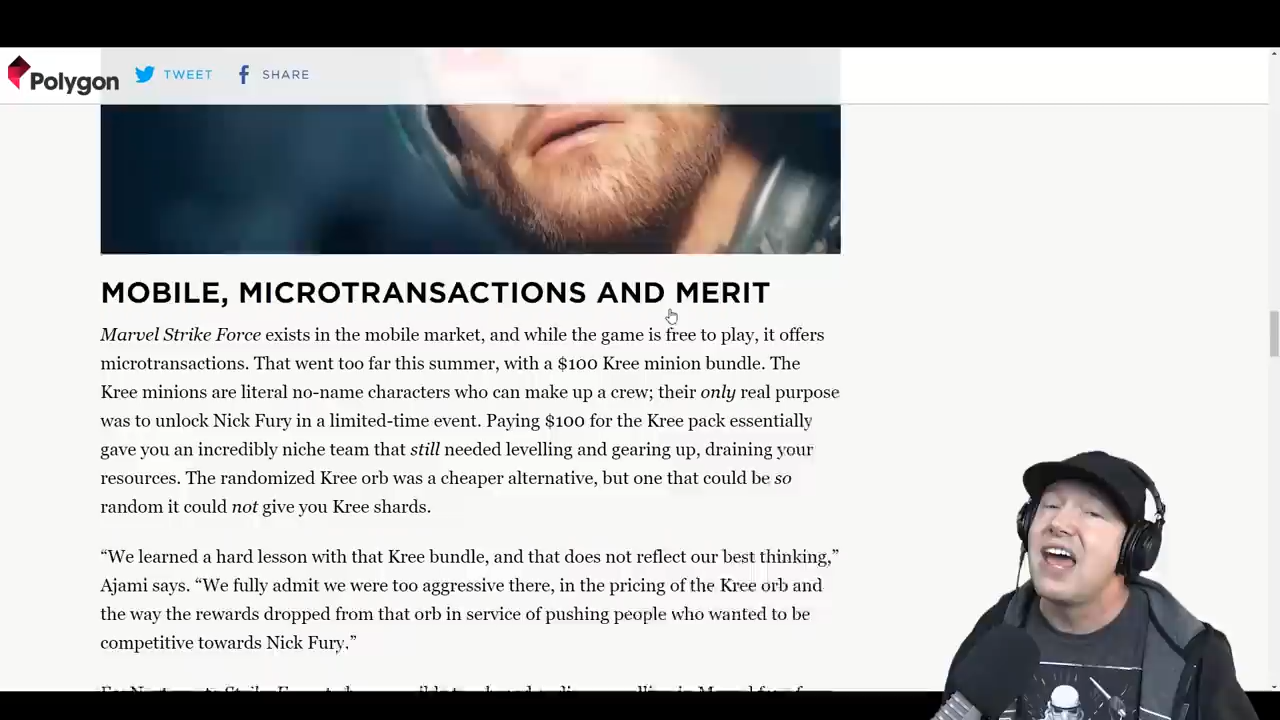 Polygon
TWEET
SHARE
MOBILE, MICROTRANSACTIONS AND MERIT
Marvel Strike Force exists in the mobile market, and while the game is free to play, it offers
microtransactions. That went too far this summer, with a $100 Kree minion bundle. The
Kree minions are literal no-name characters who can make up a crew; their only real purpose
was to unlock Nick Fury in a limited-time event. Paying $100 for the Kree pack essentially
gave you an incredibly niche team that still needed levelling and gearing up, draining your
resources. The randomized Kree orb was a cheaper alternative, but one that could be so
random it could not give you Kree shards.
“We learned a hard lesson with that Kree bundle, and that does not reflect our best thinking,”
Ajami says. “We fully admit we were too aggressive there, in the pricing of the Kree orb and
the way the rewards dropped from that orb in service of pushing people who wanted to be
competitive towards Nick Fury.”